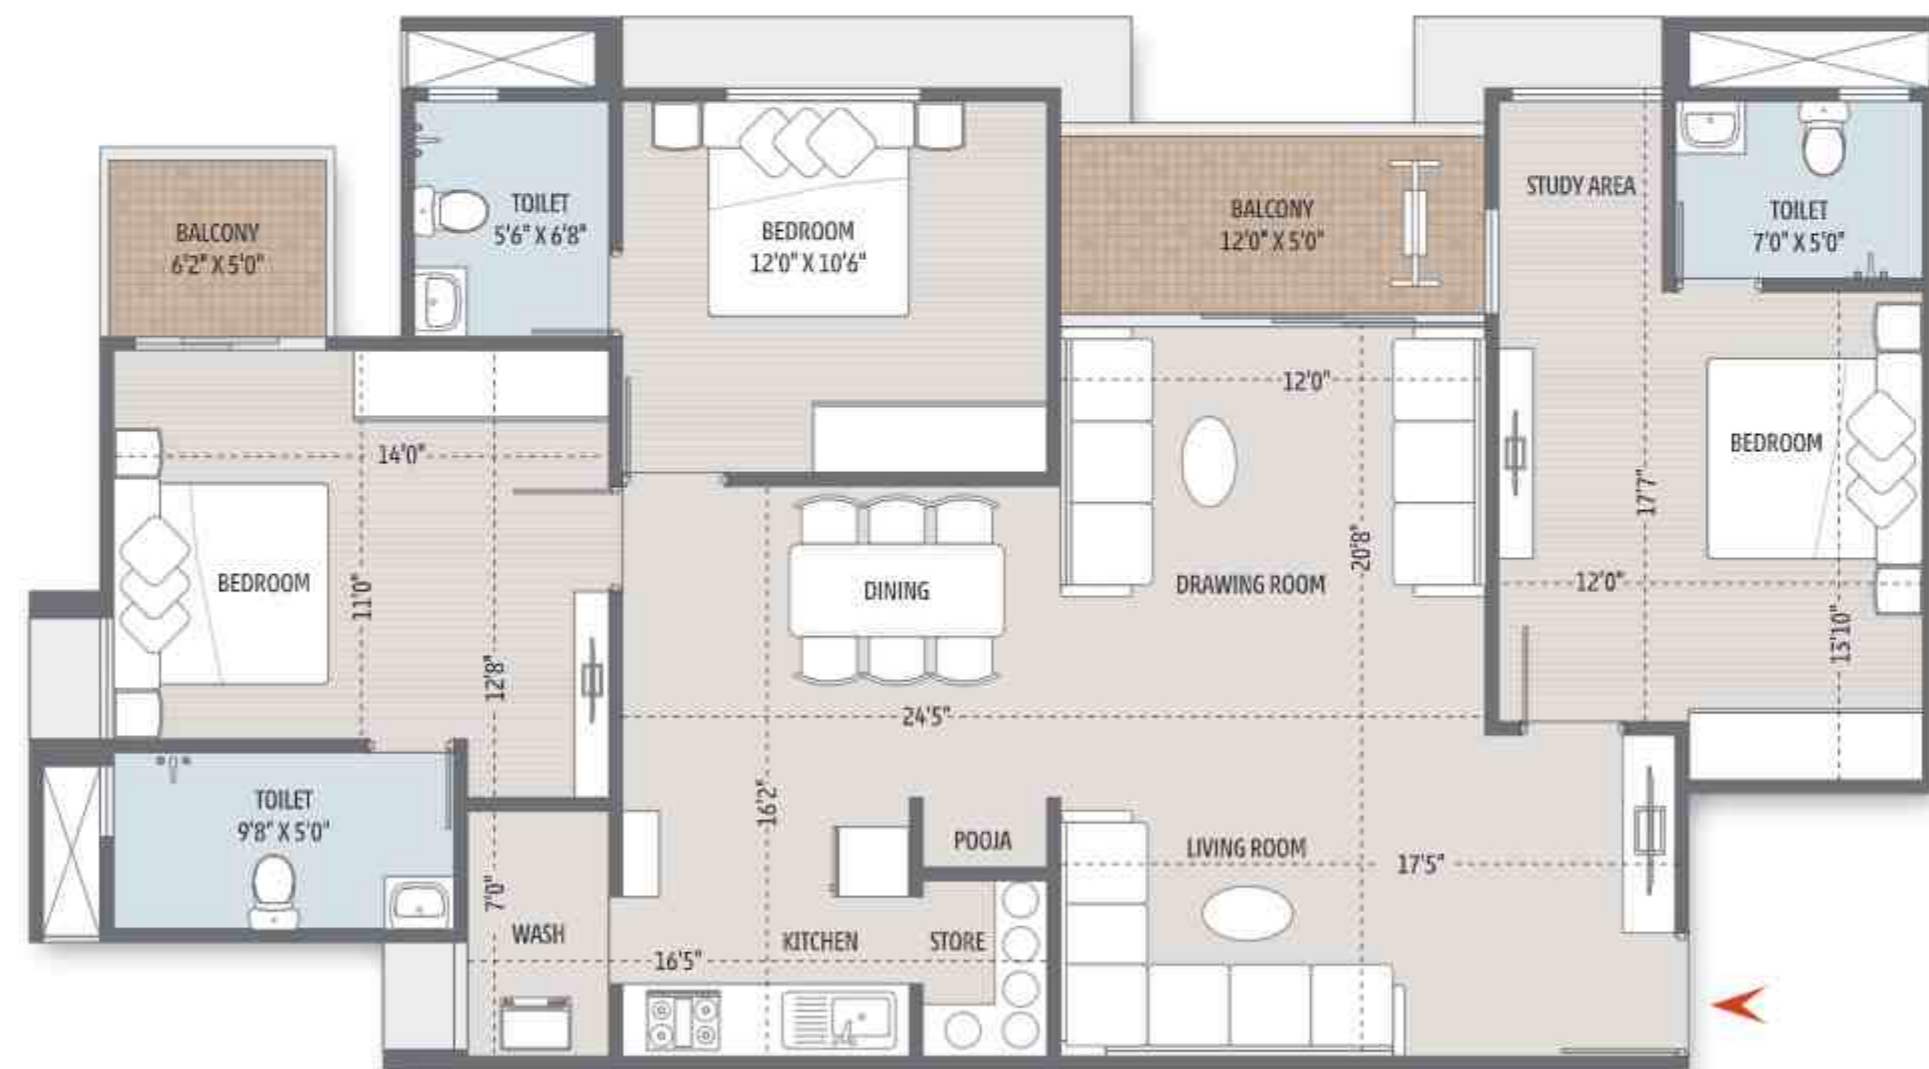 BALCONY
6'2" X 5'0"
TOILET
5'6" X 6'8"
BEDROOM
12'0" X 10'6"
BALCONY
12'0" X 5'0"
STUDY AREA
TOILET
7'0" X 5'0"
14'0"
BEDROOM
11'0"
12'8"
DINING
12'0"
DRAWING ROOM
20'8"
17'7"
BEDROOM
12'0"
13'10"
24'5"
TOILET
9'8" X 5'0"
16'2"
POOJA
LIVING ROOM
17'5"
7'0"
WASH
KITCHEN
STORE
16'5"